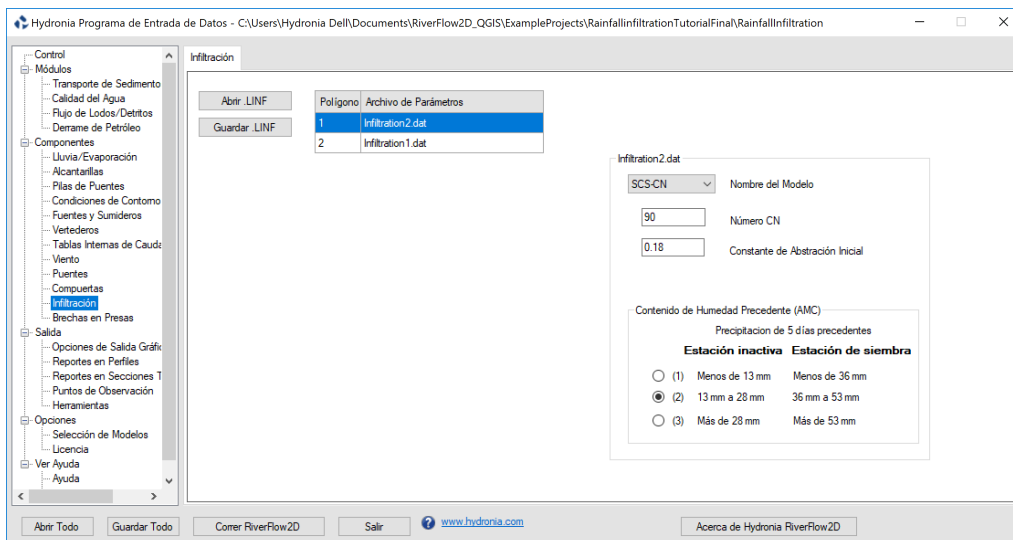 Hydronia Programa de Entrada de Datos - C:\Users\Hydronia Dell\Documents\RiverFlow2D_QGIS\ExampleProjects\RainfallinfiltrationTutorialFinal\RainfallInfiltration
Control
Módulos
Transporte de Sedimento
Calidad del Agua
Flujo de Lodos/Detritos
Derrame de Petróleo
Componentes
Lluvia/Evaporación
Alcantarillas
Pilas de Puentes
Condiciones de Contorno
Fuentes y Sumideros
Vertederos
Tablas Internas de Cauda
Viento
Puentes
Compuertas
Infiltración
Brechas en Presas
Salida
Opciones de Salida Gráfic
Reportes en Perfiles
Reportes en Secciones T
Puntos de Observación
Herramientas
Opciones
Selección de Modelos
Licencia
Ver Ayuda
Ayuda
Infiltración
Abrir .LINF
Guardar .LINF
Polígono Archivo de Parámetros
1 Infiltration2.dat
2 Infiltration1.dat
Infiltration2.dat
SCS-CN Nombre del Modelo
90 Número CN
0.18 Constante de Abstración Inicial
Contenido de Humedad Precedente (AMC)
Precipitacion de 5 días precedentes
Estación inactiva Estación de siembra
(1) Menos de 13 mm Menos de 36 mm
(2) 13 mm a 28 mm 36 mm a 53 mm
(3) Más de 28 mm Más de 53 mm
Abrir Todo Guardar Todo Correr RiverFlow2D Salir www.hydronia.com Acerca de Hydronia RiverFlow2D